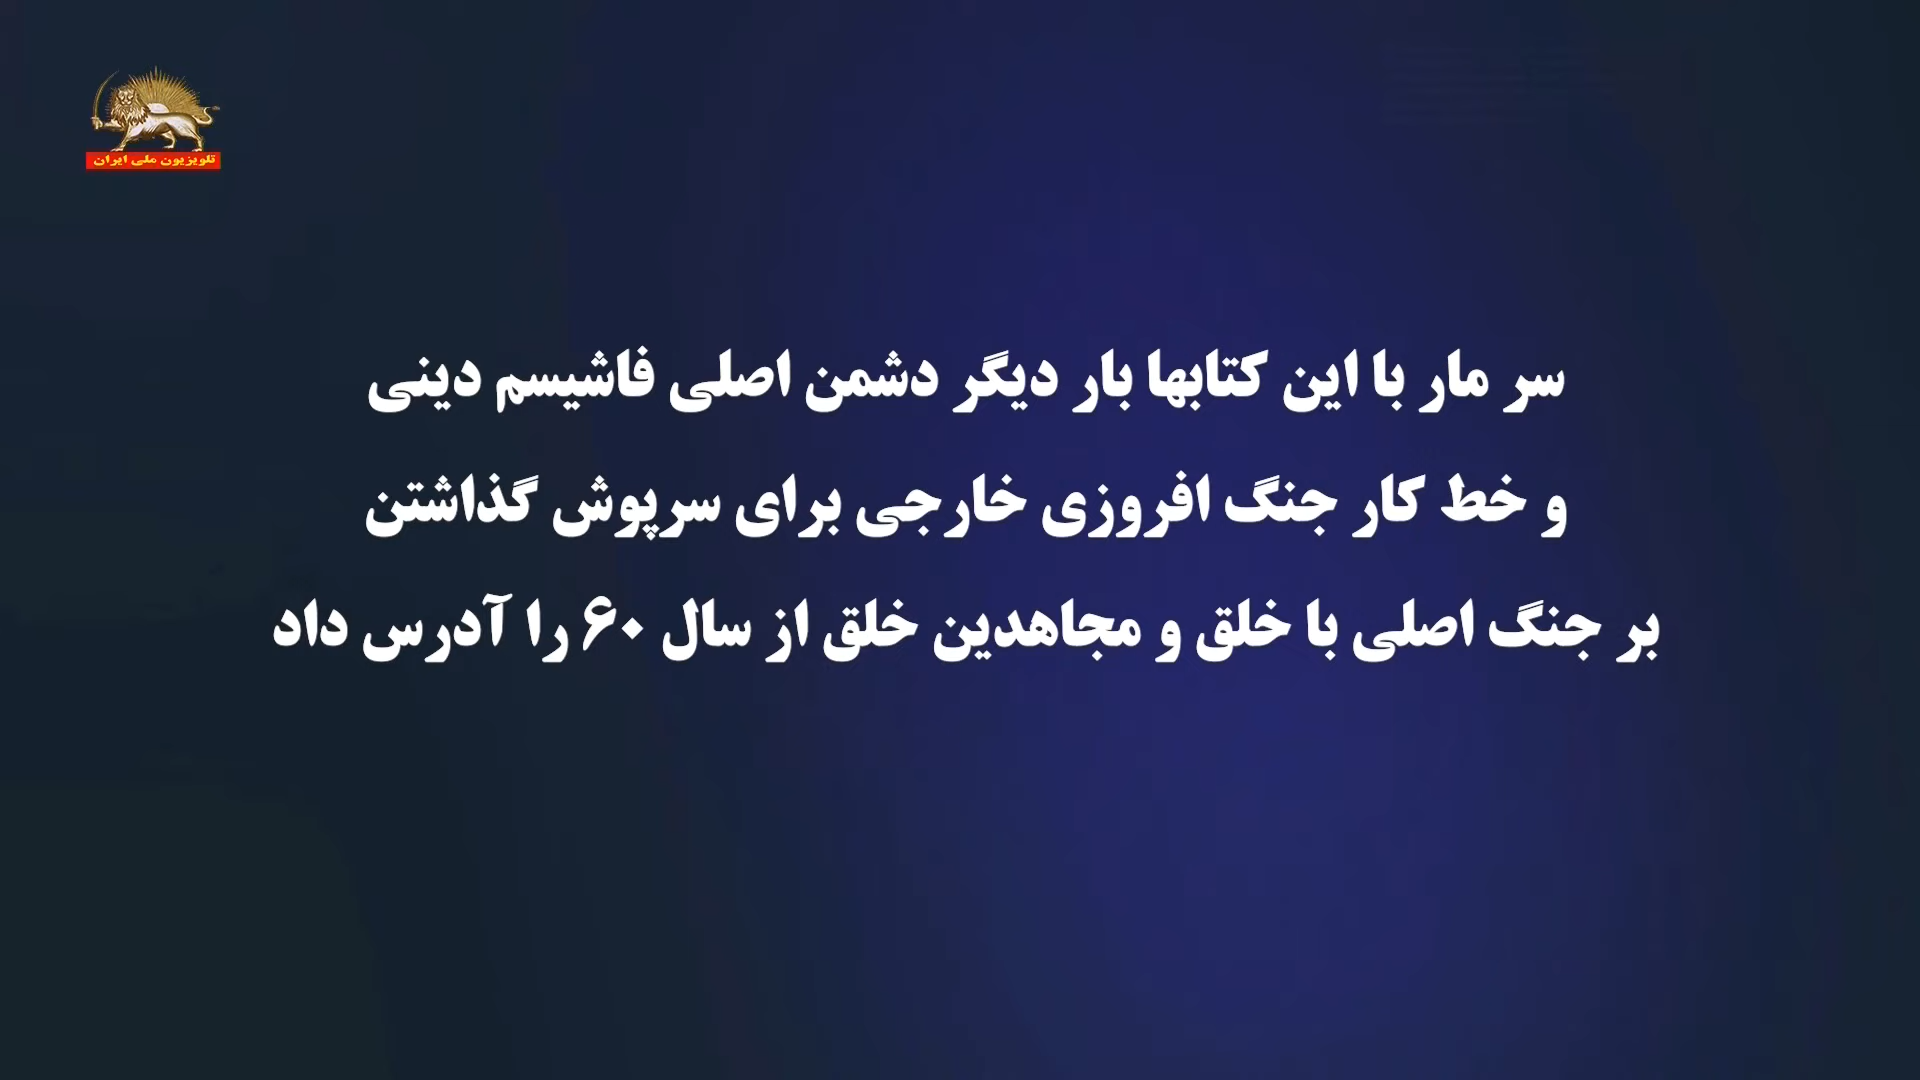 تلویزیون ملی ایران
سر مار با این کتابها بار دیگر دشمن اصلی فاشیسم دینی
و خط کار جنگ افروزی خارجی برای سرپوش گذاشتن
بر جنگ اصلی با خلق و مجاهدین خلق از سال ۶۰ را آدرس داد